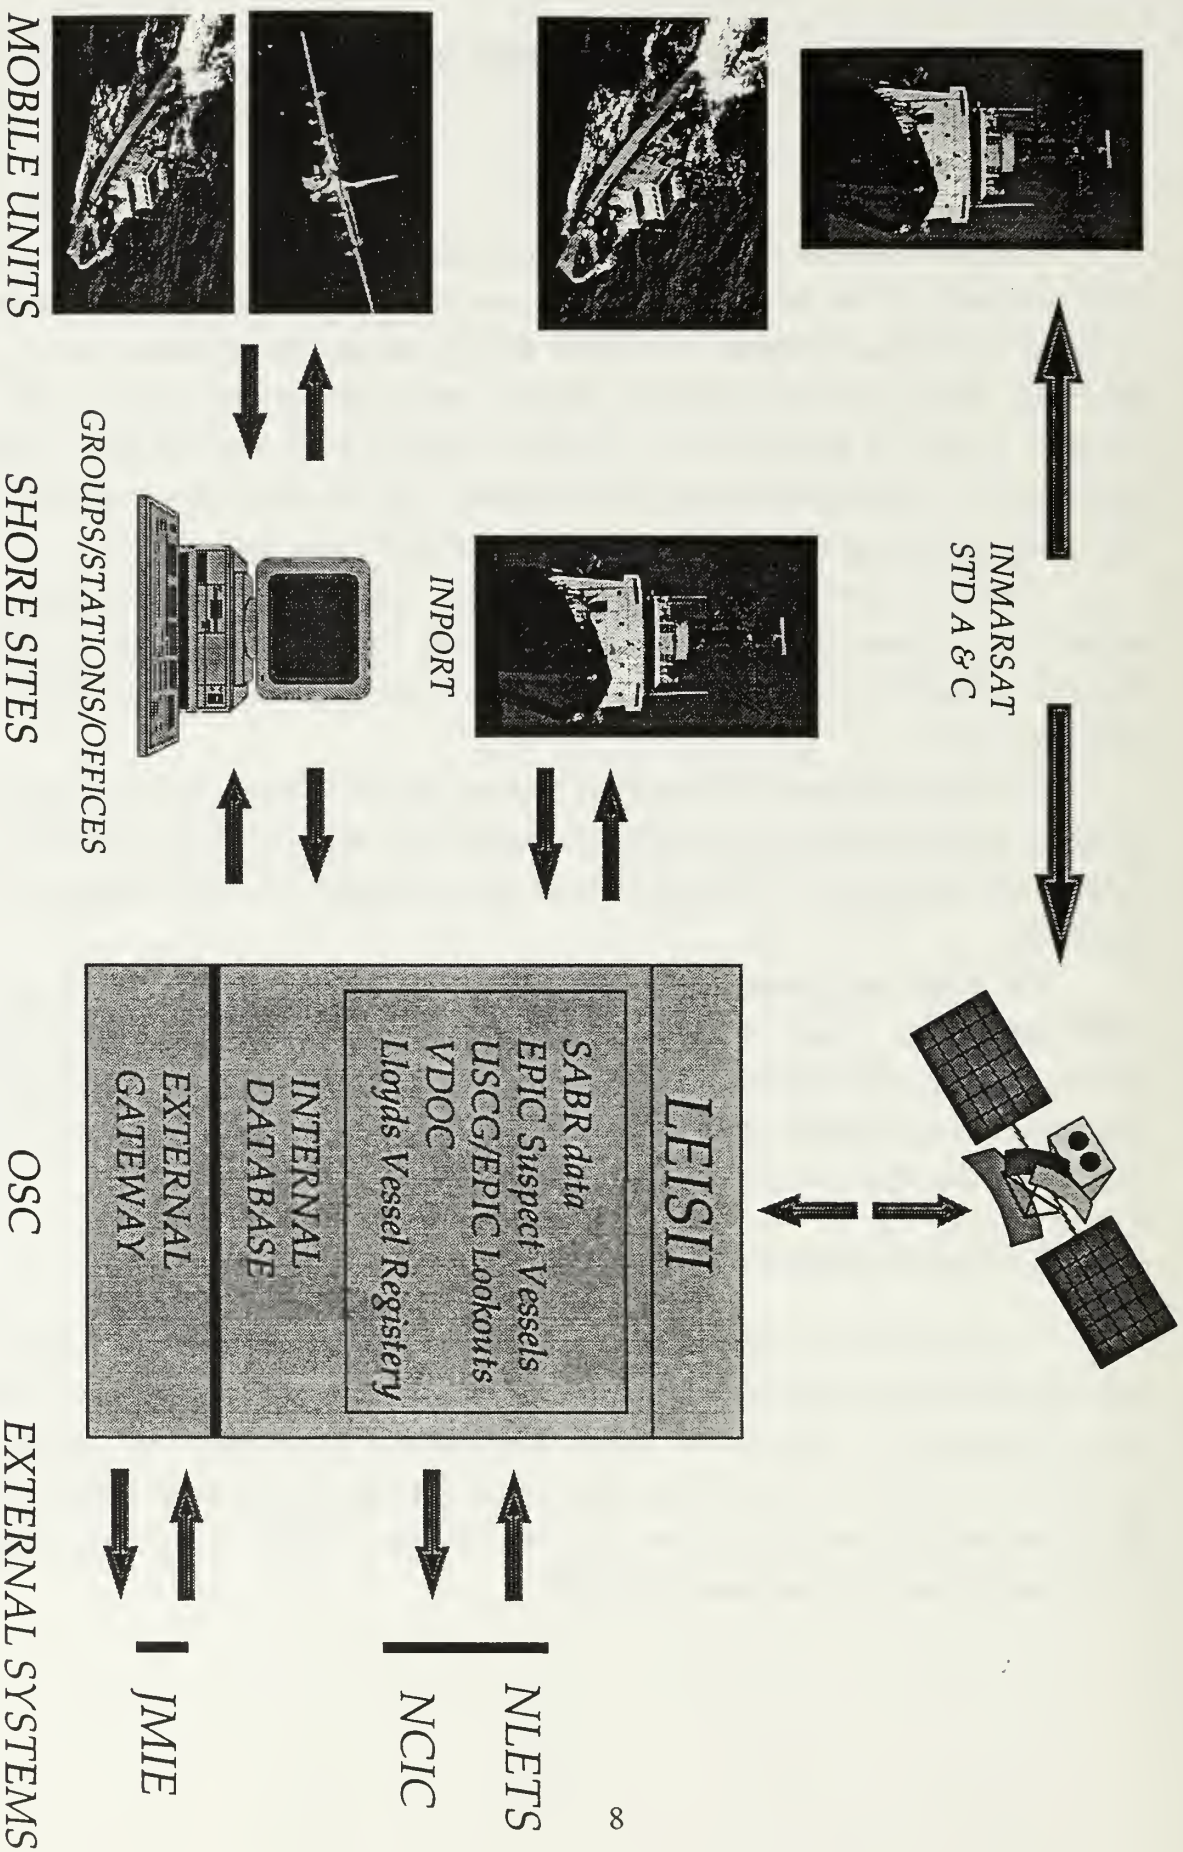 INMARSAT
STD A & C
INPORT
GROUPS/STATIONS/OFFICES
LEISII
SABR data
EPIC Suspect Vessels
USCG/EPIC Lookouts
VDOC
Lloyds Vessel Registery
INTERNAL
DATABASE
EXTERNAL
GATEWAY
NLETS
NCIC
JMIE
MOBILE UNITS
SHORE SITES
OSC
EXTERNAL SYSTEMS
8